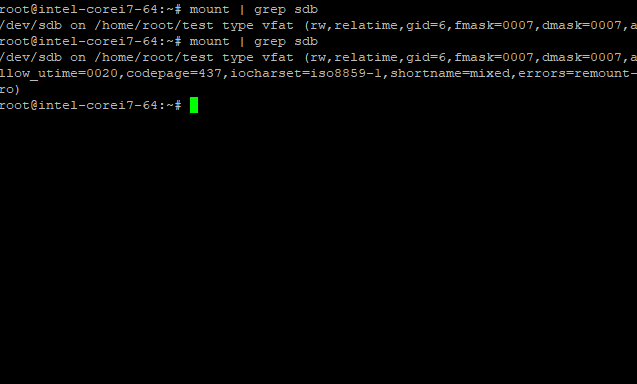 root@intel-corei7-64:~# mount | grep sdb
/dev/sdb on /home/root/test type vfat (rw,relatime,gid=6,fmask=0007,dmask=0007,a
root@intel-corei7-64:~# mount | grep sdb
/dev/sdb on /home/root/test type vfat (rw,relatime,gid=6,fmask=0007,dmask=0007,a
llow_utime=0020,codepage=437,iocharset=iso8859-1,shortname=mixed,errors=remount-
ro)
root@intel-corei7-64:~#